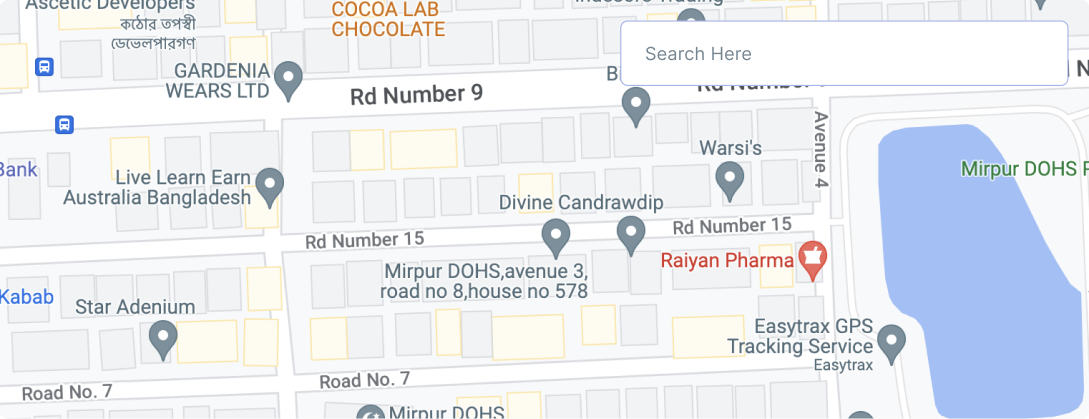 Ascetic Developers
কঠোর তপস্বী
ডেভেলপারগণ
COCOA LAB
CHOCOLATE
Search Here
GARDENIA
WEARS LTD
Rd Number 9
Rd Number
Avenue 4
Bank
Live Learn Earn
Australia Bangladesh
Warsi's
Mirpur DOHS
Divine Candrawdip
Rd Number 15
Rd Number 15
Mirpur DOHS,avenue 3,
road no 8,house no 578
Raiyan Pharma
Kabab
Star Adenium
Easytrax GPS
Tracking Service
Easytrax
Road No. 7
Road No. 7
Mirpur DOHS